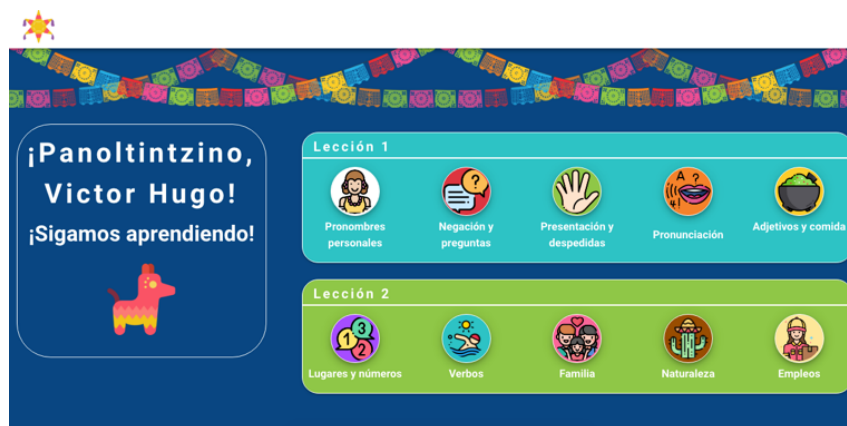 ¡Panoltintzino,
Victor Hugo!
¡Sigamos aprendiendo!
Lección 1
Pronombres
personales
Negación y
preguntas
Presentación y
despedidas
Pronunciación
Adjetivos y comida
Lección 2
Lugares y números
Verbos
Familia
Naturaleza
Empleos